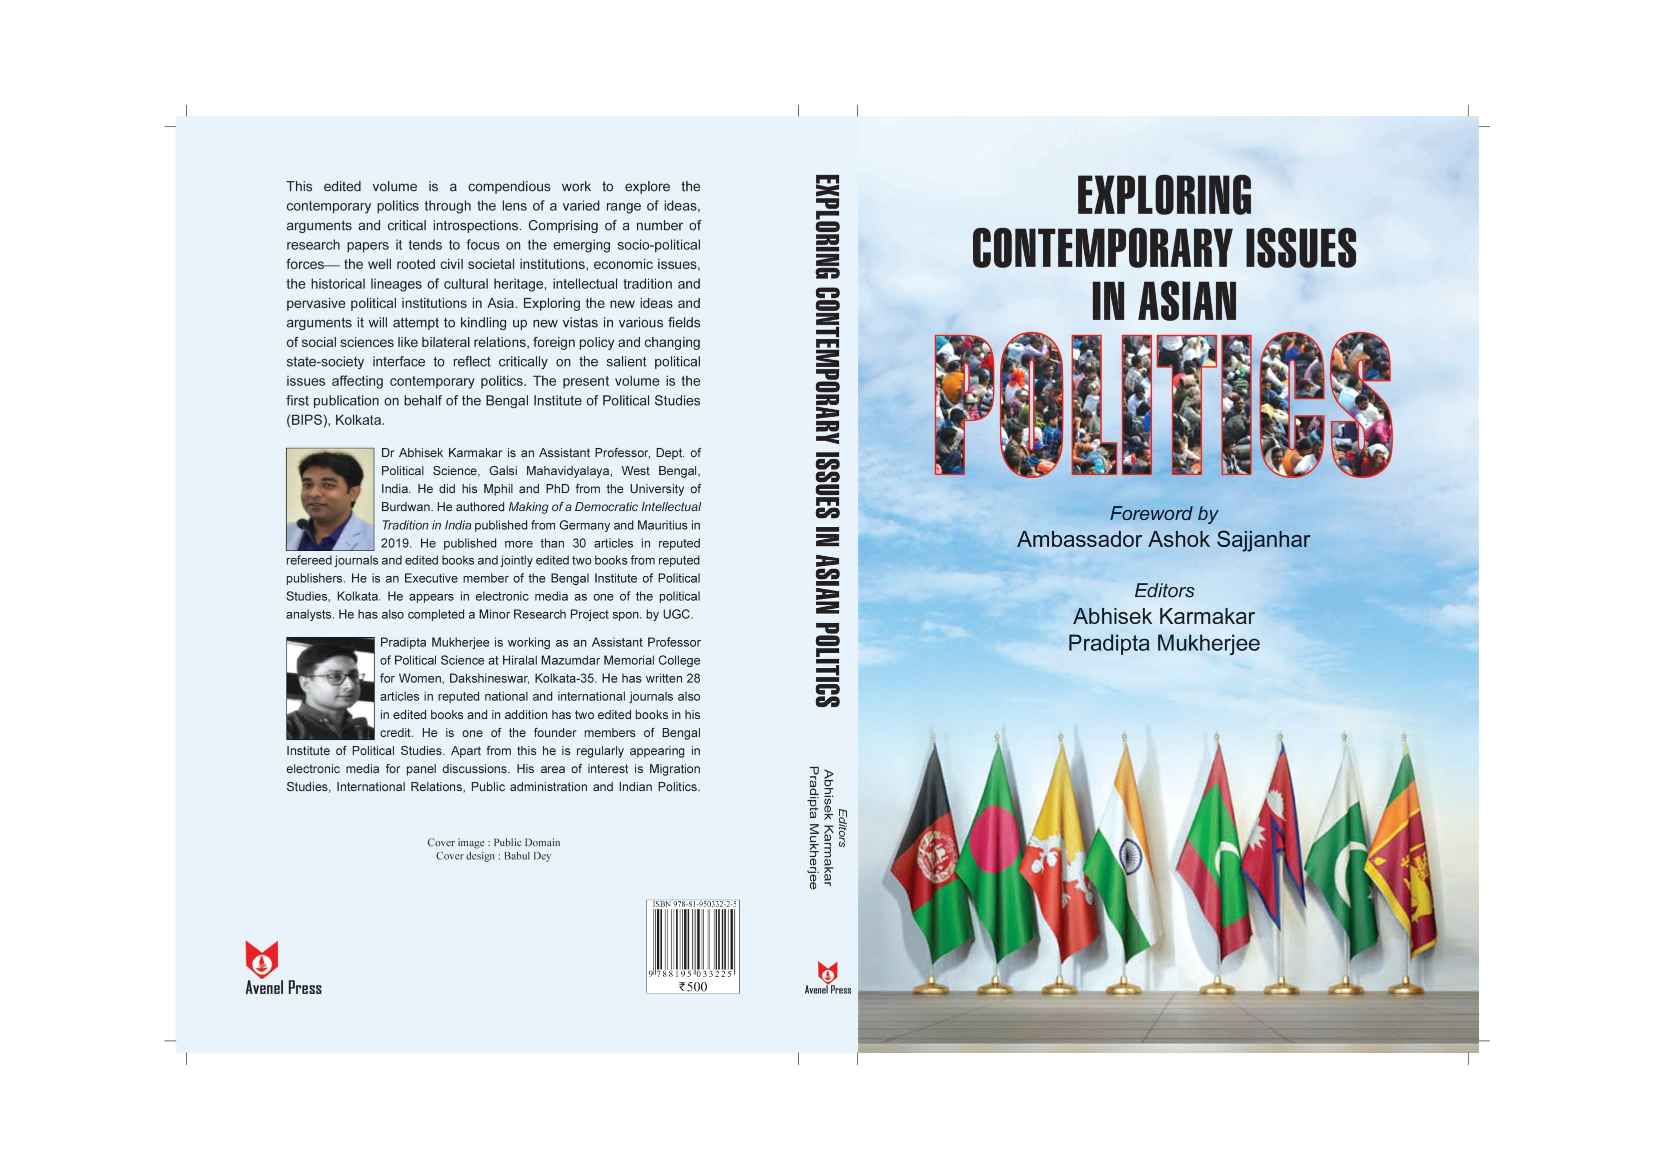 This edited volume is a compendious work to explore the
contemporary politics through the lens of a varied range of ideas,
arguments and critical introspections. Comprising of a number of
research papers it tends to focus on the emerging socio-political
forces— the well rooted civil societal institutions, economic issues,
the historical lineages of cultural heritage, intellectual tradition and
pervasive political institutions in Asia. Exploring the new ideas and
arguments it will attempt to kindling up new vistas in various fields
of social sciences like bilateral relations, foreign policy and changing
state-society interface to reflect critically on the salient political
issues affecting contemporary politics. The present volume is the
first publication on behalf of the Bengal Institute of Political Studies
(BIPS), Kolkata.
Dr Abhisek Karmakar is an Assistant Professor, Dept. of
Political Science, Galsi Mahavidyalaya, West Bengal,
India. He did his Mphil and PhD from the University of
Burdwan. He authored Making of a Democratic Intellectual
Tradition in India published from Germany and Mauritius in
2019. He published more than 30 articles in reputed
refereed journals and edited books and jointly edited two books from reputed
publishers. He is an Executive member of the Bengal Institute of Political
Studies, Kolkata. He appears in electronic media as one of the political
analysts. He has also completed a Minor Research Project spon. by UGC.
Pradipta Mukherjee is working as an Assistant Professor
of Political Science at Hiralal Mazumdar Memorial College
for Women, Dakshineswar, Kolkata-35. He has written 28
articles in reputed national and international journals also
in edited books and in addition has two edited books in his
credit. He is one of the founder members of Bengal
Institute of Political Studies. Apart from this he is regularly appearing in
electronic media for panel discussions. His area of interest is Migration
Studies, International Relations, Public administration and Indian Politics.
Cover image : Public Domain
Cover design : Babul Dey
Avenel Press
ISBN 978-81-950332-2-5
9 788195 033225
₹500
EXPLORING CONTEMPORARY ISSUES IN ASIAN POLITICS
Editors
Abhisek Karmakar
Pradipta Mukherjee
Avenel Press
EXPLORING
CONTEMPORARY ISSUES
IN ASIAN
POLITICS
Foreword by
Ambassador Ashok Sajjanhar
Editors
Abhisek Karmakar
Pradipta Mukherjee